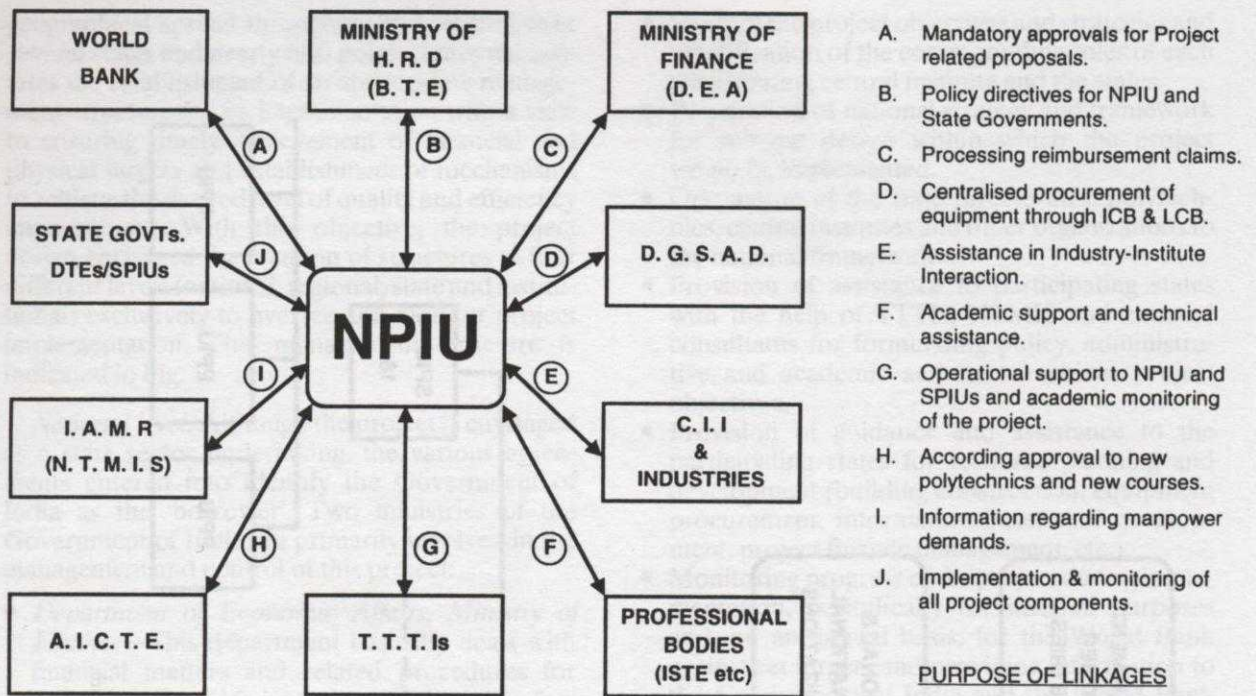 WORLD
BANK
MINISTRY OF
H. R. D
(B. T. E)
MINISTRY OF
FINANCE
(D. E. A)
A
B
C
STATE GOVTs.
DTEs/SPIUs
J
D
D. G. S. A. D.
NPIU
I. A. M. R
(N. T. M. I. S)
I
E
C. I. I
&
INDUSTRIES
H
G
F
A. I. C. T. E.
T. T. T. Is
PROFESSIONAL
BODIES
(ISTE etc)
A. Mandatory approvals for Project
related proposals.
B. Policy directives for NPIU and
State Governments.
C. Processing reimbursement claims.
D. Centralised procurement of
equipment through ICB & LCB.
E. Assistance in Industry-Institute
Interaction.
F. Academic support and technical
assistance.
G. Operational support to NPIU and
SPIUs and academic monitoring
of the project.
H. According approval to new
polytechnics and new courses.
I. Information regarding manpower
demands.
J. Implementation & monitoring of
all project components.
PURPOSE OF LINKAGES